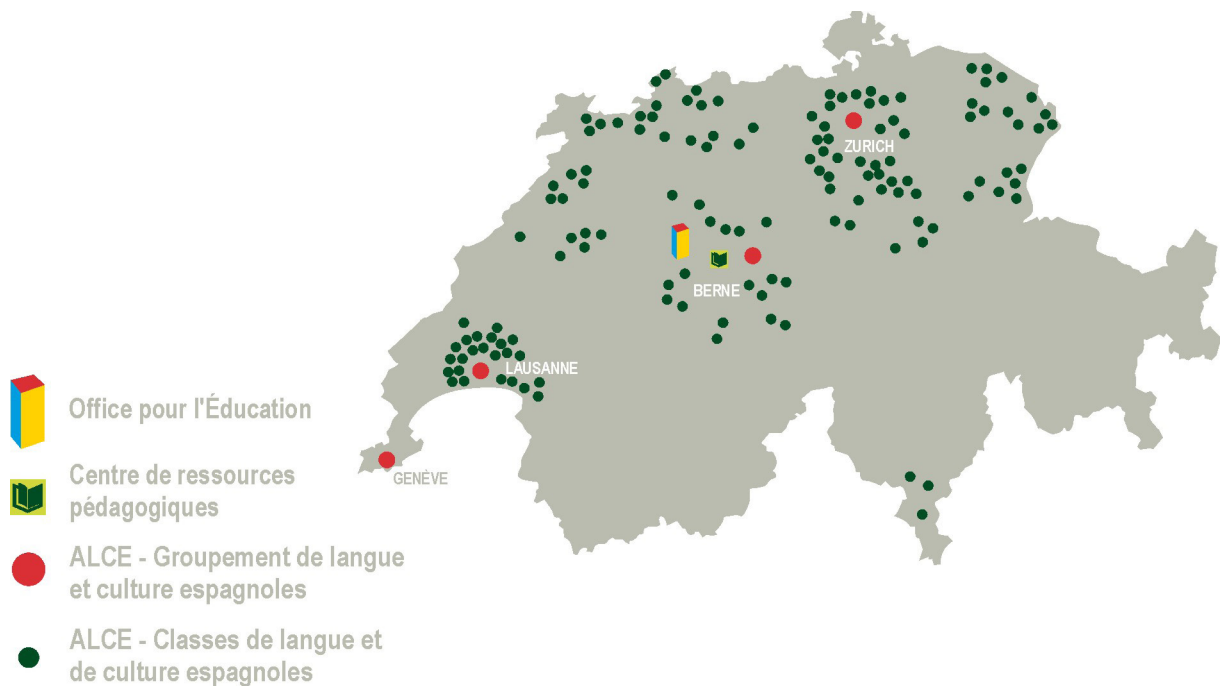 ZURICH
BERNE
LAUSANNE
GENÈVE
Office pour l'Éducation
Centre de ressources
pédagogiques
ALCE - Groupement de langue
et culture espagnoles
ALCE - Classes de langue et
de culture espagnoles